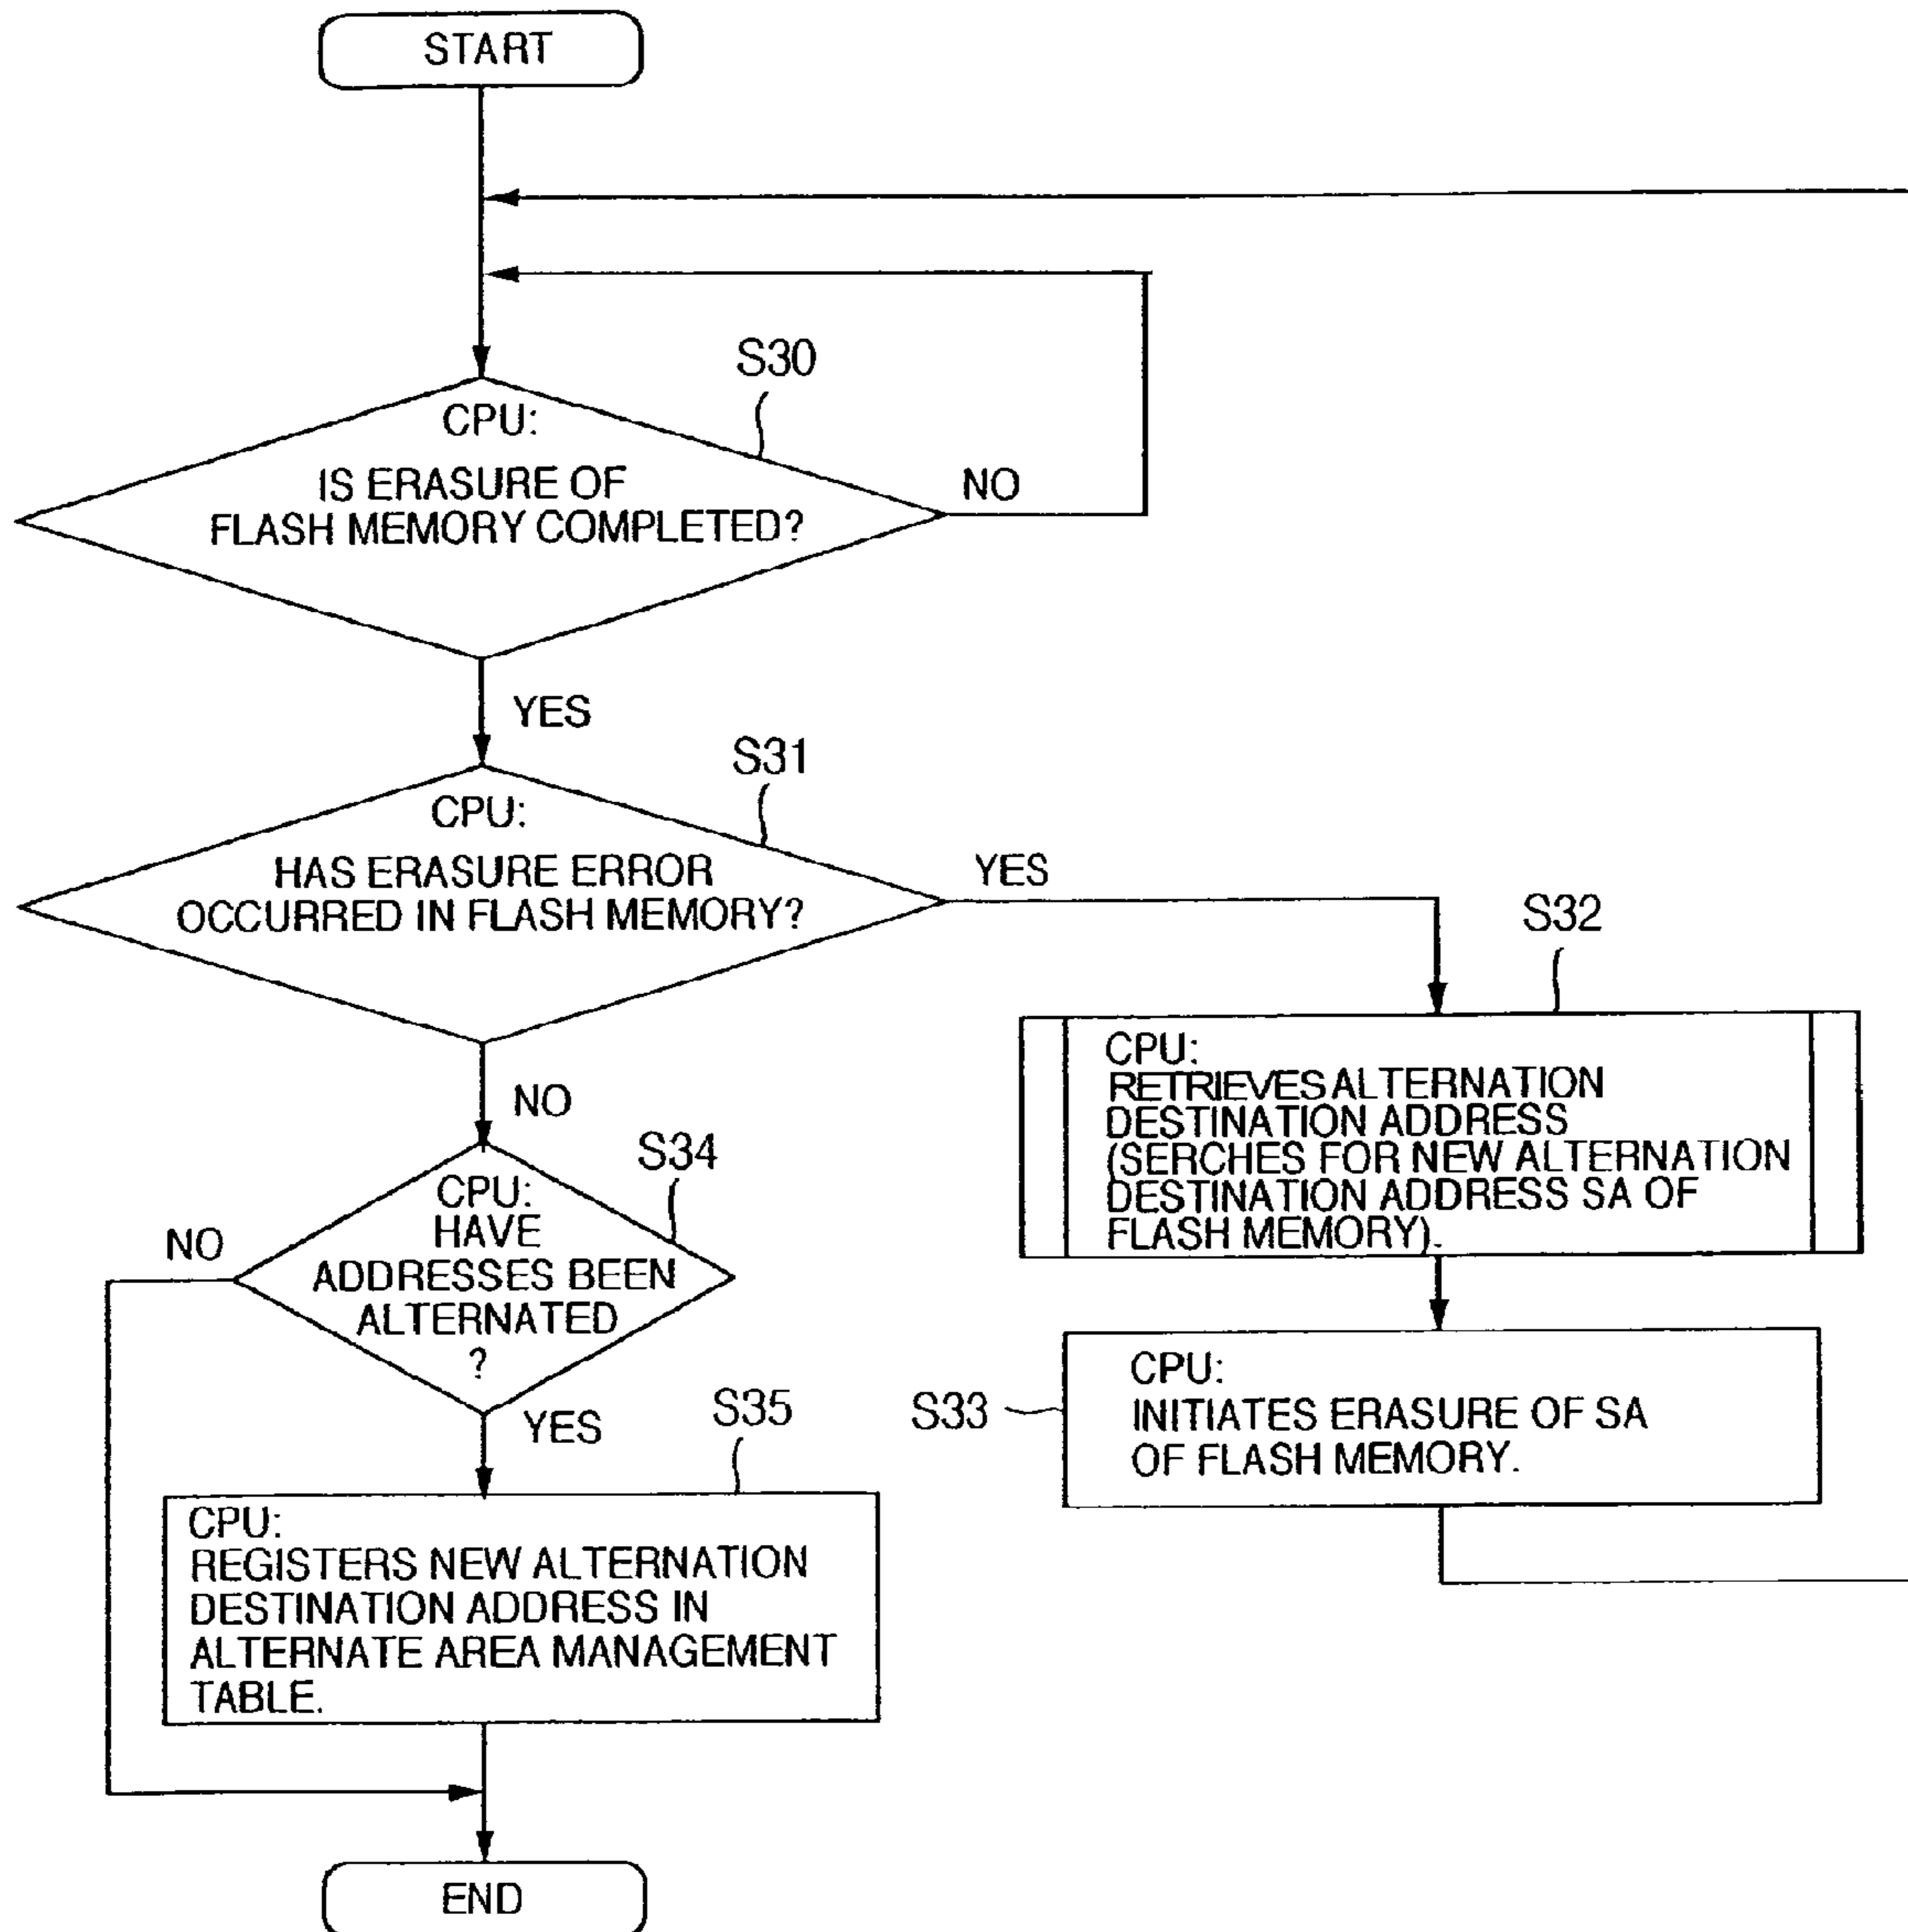 START
S30
CPU:
IS ERASURE OF
FLASH MEMORY COMPLETED?
NO
YES
S31
CPU:
HAS ERASURE ERROR
OCCURRED IN FLASH MEMORY?
YES
NO
S32
CPU:
RETRIEVES ALTERNATION
DESTINATION ADDRESS
(SERCHES FOR NEW ALTERNATION
DESTINATION ADDRESS SA OF
FLASH MEMORY).
S33
CPU:
INITIATES ERASURE OF SA
OF FLASH MEMORY.
S34
CPU:
HAVE
ADDRESSES BEEN
ALTERNATED
?
NO
YES
S35
CPU:
REGISTERS NEW ALTERNATION
DESTINATION ADDRESS IN
ALTERNATE AREA MANAGEMENT
TABLE.
END